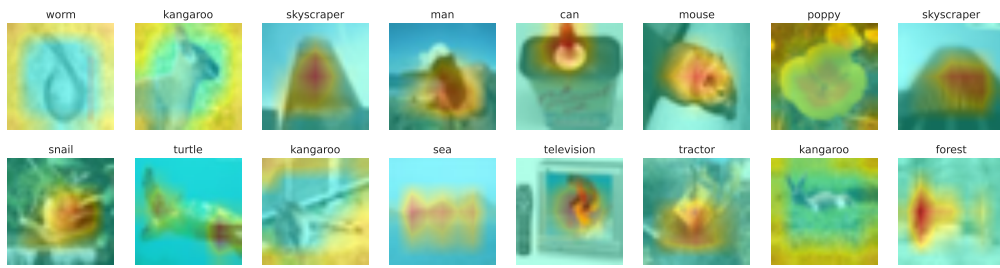 worm kangaroo skyscraper man can mouse poppy skyscraper
snail turtle kangaroo sea television tractor kangaroo forest